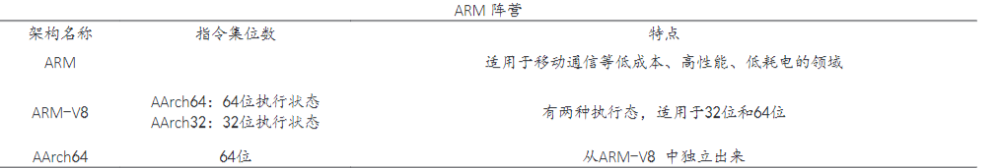 ARM 阵营
架构名称 指令集位数 特点
ARM 适用于移动通信等低成本、高性能、低耗电的领域
ARM-V8 AArch64：64位执行状态 有两种执行态，适用于32位和64位
AArch32：32位执行状态
AArch64 64位 从ARM-V8 中独立出来